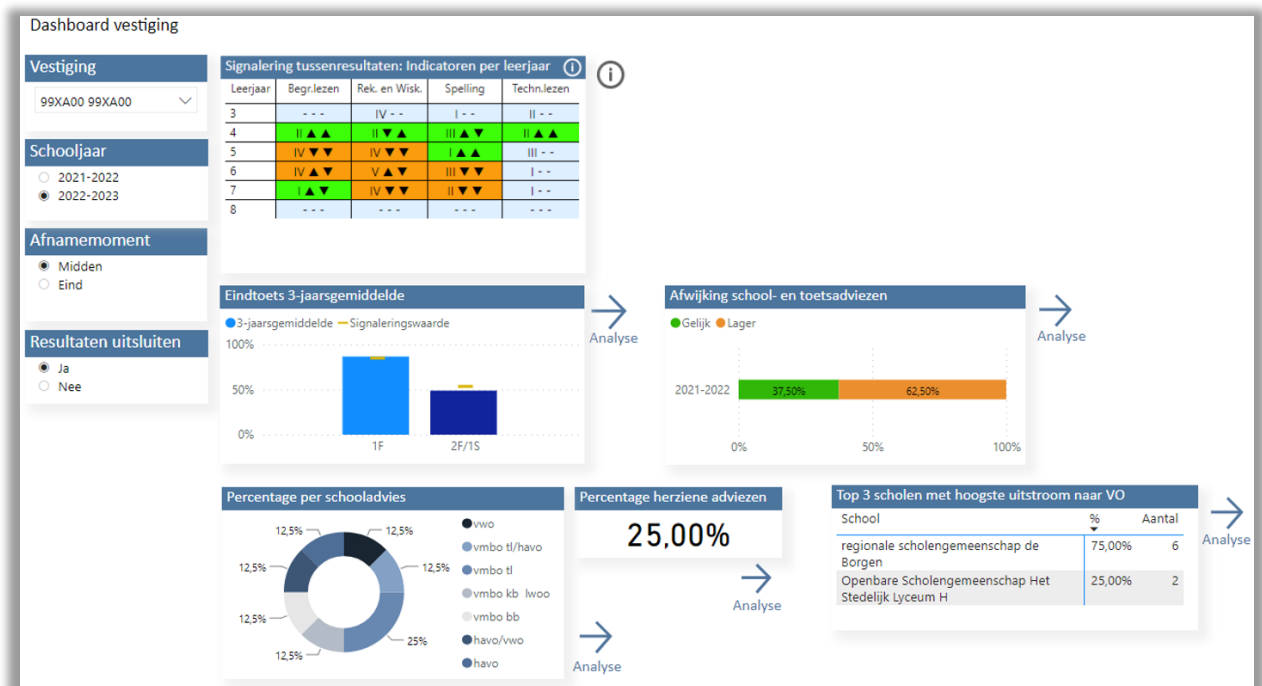 Dashboard vestiging
Vestiging
99XA00 99XA00
Schooljaar
2021-2022
2022-2023
Afnamemoment
Midden
Eind
Resultaten uitsluiten
Ja
Nee
Signalering tussenresultaten: Indicatoren per leerjaar
Leerjaar Begr.lezen Rek. en Wisk. Spelling Techn.lezen
3 - - - IV - - I - - II - -
4 II ▲ ▲ II ▼ ▲ III ▲ ▼ II ▲ ▲
5 IV ▼ ▼ IV ▼ ▼ I ▲ ▲ III - -
6 IV ▲ ▼ V ▲ ▼ III ▼ ▼ I - -
7 I ▲ ▼ IV ▼ ▼ II ▼ ▼ I - -
8 - - - - - - - - - - - -
Eindtoets 3-jaarsgemiddelde
3-jaarsgemiddelde Signaleringswaarde
100%
50%
0%
1F 2F/1S
Analyse
Afwijking school- en toetsadviezen
Gelijk Lager
2021-2022 37,50% 62,50%
0% 50% 100%
Analyse
Percentage per schooladvies
12,5%
12,5%
12,5%
25%
12,5%
12,5%
12,5%
vwo
vmbo tl/havo
vmbo tl
vmbo kb lwoo
vmbo bb
havo/vwo
havo
Analyse
Percentage herziene adviezen
25,00%
Analyse
Top 3 scholen met hoogste uitstroom naar VO
School % Aantal
regionale scholengemeenschap de 75,00% 6
Borgen
Openbare Scholengemeenschap Het 25,00% 2
Stedelijk Lyceum H
Analyse